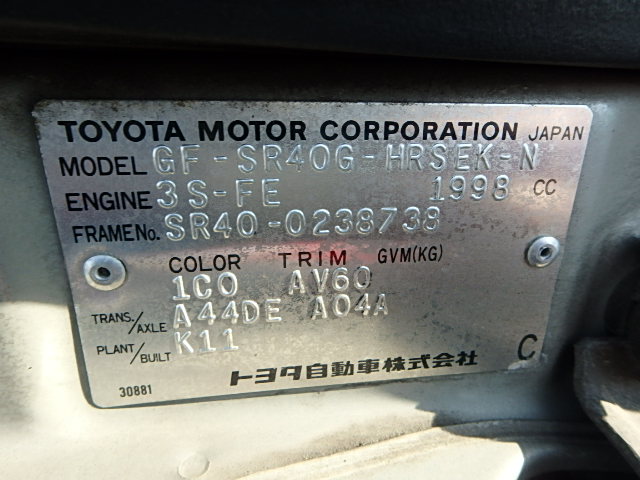 TOYOTA MOTOR CORPORATION JAPAN
MODEL GF-SR40G-HRSEK-N
ENGINE 3S-FE 1998 CC
FRAME No. SR40-0238738
COLOR TRIM GVM(KG)
1C0 AV60
TRANS./AXLE A44DE A04A
PLANT/BUILT K11
トヨタ自動車株式会社 C
30881